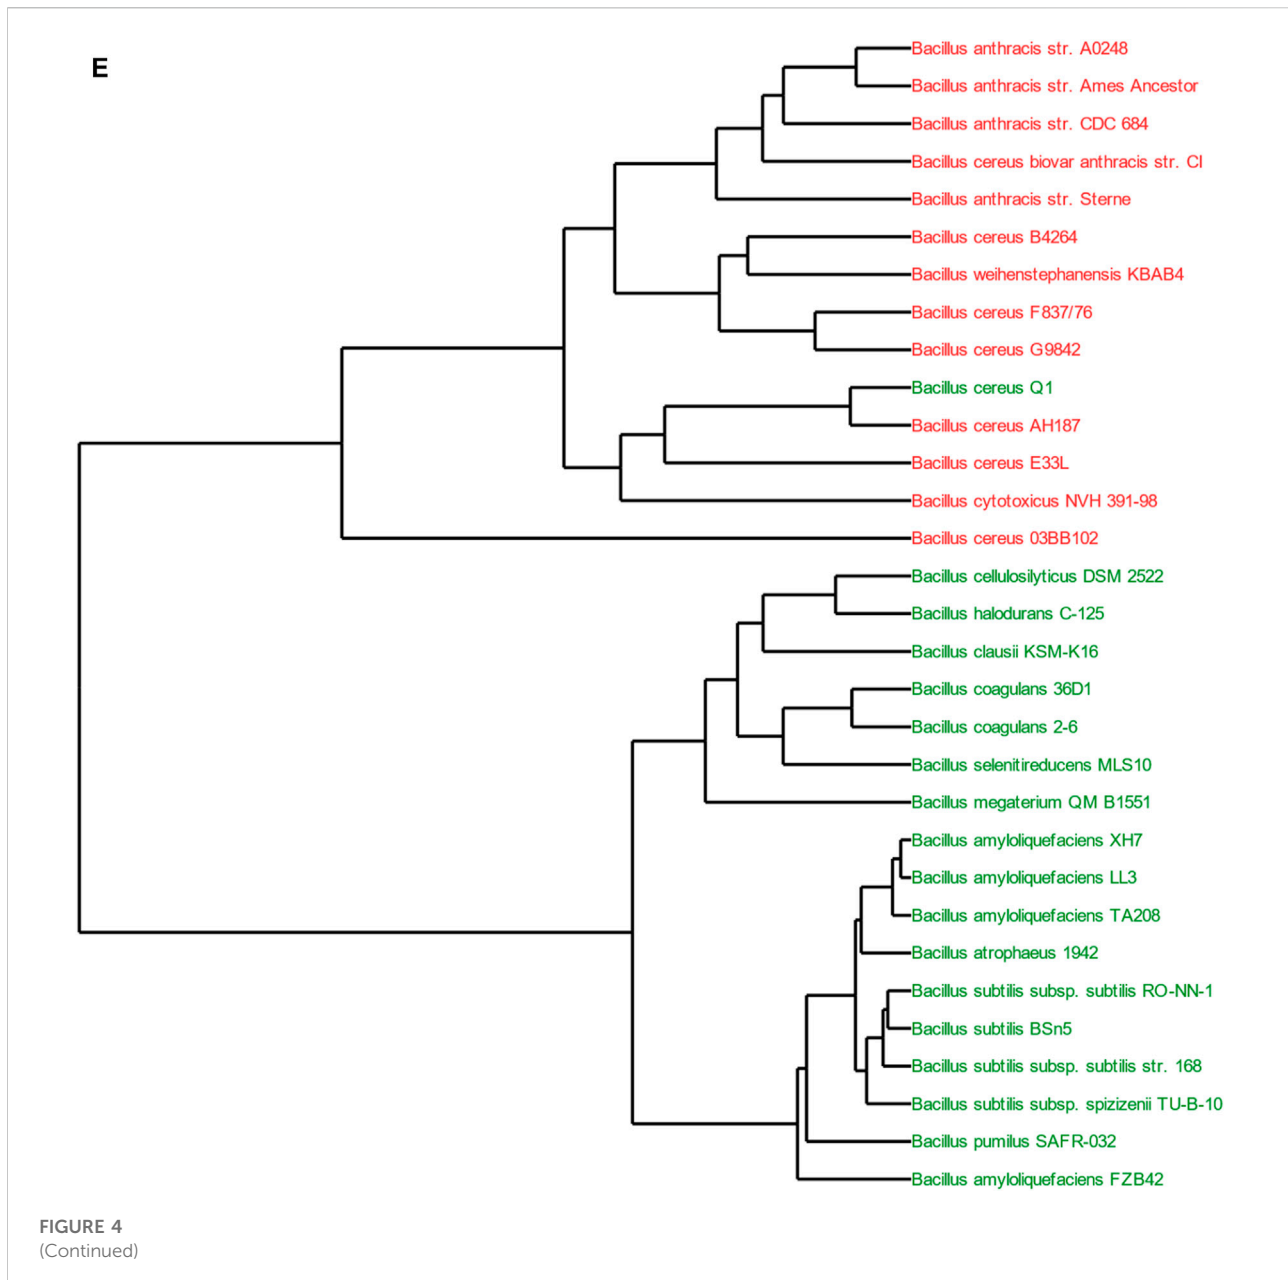 E
Bacillus anthracis str. A0248
Bacillus anthracis str. Ames Ancestor
Bacillus anthracis str. CDC 684
Bacillus cereus biovar anthracis str. CI
Bacillus anthracis str. Sterne
Bacillus cereus B4264
Bacillus weihenstephanensis KBAB4
Bacillus cereus F837/76
Bacillus cereus G9842
Bacillus cereus Q1
Bacillus cereus AH187
Bacillus cereus E33L
Bacillus cytotoxicus NVH 391-98
Bacillus cereus 03BB102
Bacillus cellulosilyticus DSM 2522
Bacillus halodurans C-125
Bacillus clausii KSM-K16
Bacillus coagulans 36D1
Bacillus coagulans 2-6
Bacillus selenitireducens MLS10
Bacillus megaterium QM B1551
Bacillus amyloliquefaciens XH7
Bacillus amyloliquefaciens LL3
Bacillus amyloliquefaciens TA208
Bacillus atrophaeus 1942
Bacillus subtilis subsp. subtilis RO-NN-1
Bacillus subtilis BSn5
Bacillus subtilis subsp. subtilis str. 168
Bacillus subtilis subsp. spizizenii TU-B-10
Bacillus pumilus SAFR-032
Bacillus amyloliquefaciens FZB42
FIGURE 4
(Continued)